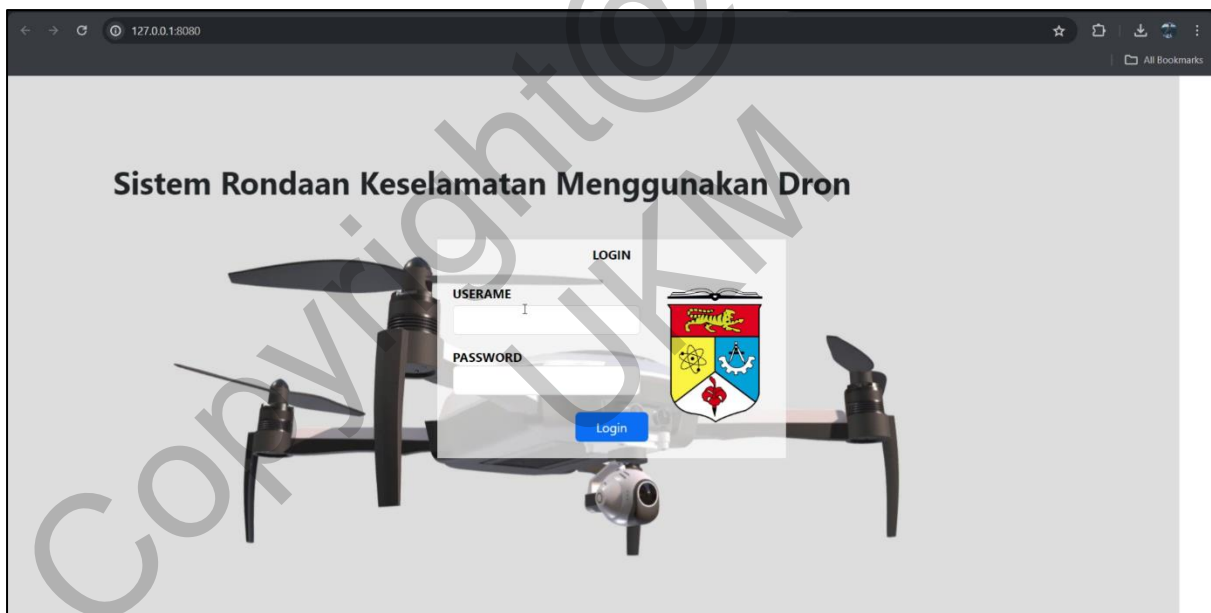 127.0.0.1:8080
All Bookmarks
Sistem Rondaan Keselamatan Menggunakan Dron
LOGIN
USERAME
PASSWORD
Login
Copyright@
UKM